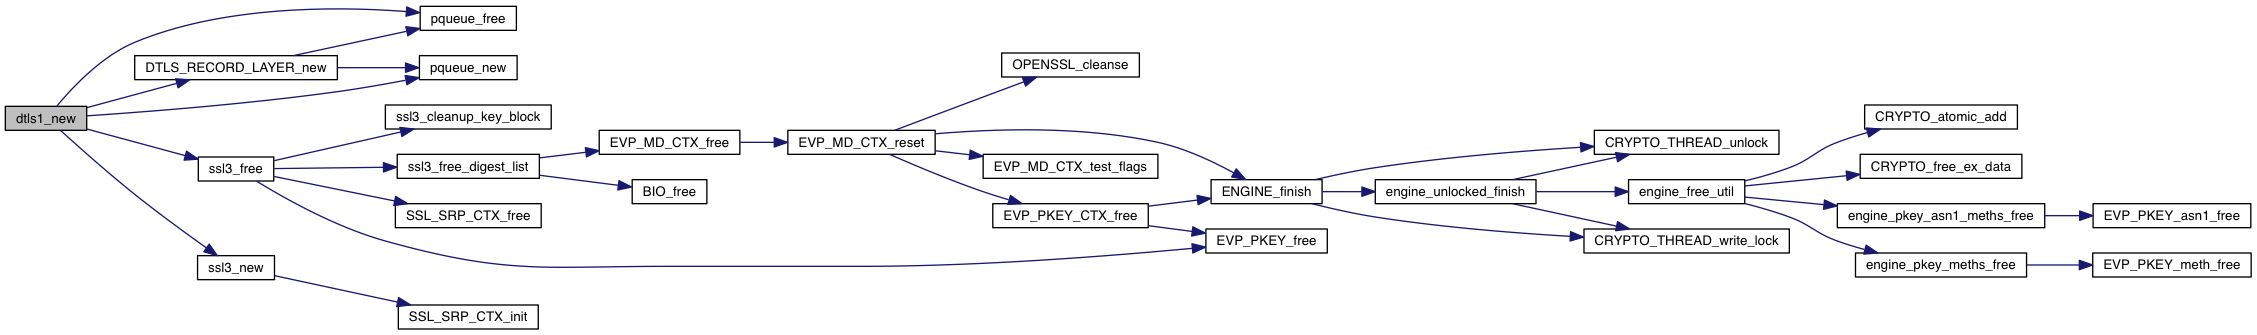 dtls1_new
pqueue_free
DTLS_RECORD_LAYER_new
pqueue_new
ssl3_free
ssl3_cleanup_key_block
ssl3_free_digest_list
SSL_SRP_CTX_free
ssl3_new
SSL_SRP_CTX_init
EVP_MD_CTX_free
BIO_free
EVP_MD_CTX_reset
OPENSSL_cleanse
EVP_MD_CTX_test_flags
EVP_PKEY_CTX_free
ENGINE_finish
EVP_PKEY_free
engine_unlocked_finish
CRYPTO_THREAD_unlock
CRYPTO_THREAD_write_lock
engine_free_util
CRYPTO_atomic_add
CRYPTO_free_ex_data
engine_pkey_asn1_meths_free
engine_pkey_meths_free
EVP_PKEY_asn1_free
EVP_PKEY_meth_free